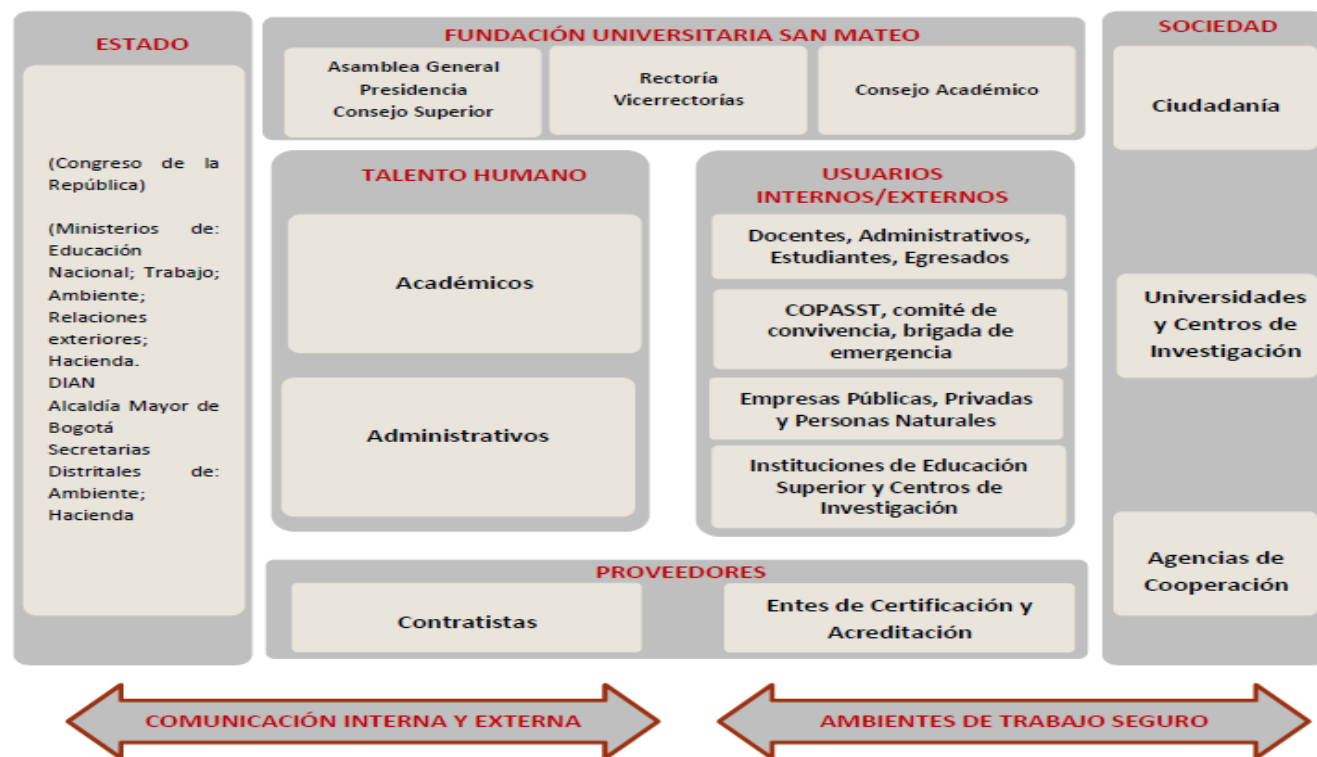 ESTADO
(Congreso de la
República)
(Ministerios de:
Educación
Nacional; Trabajo;
Ambiente;
Relaciones
exteriores;
Hacienda.
DIAN
Alcaldía Mayor de
Bogotá
Secretarias
Distritales de:
Ambiente;
Hacienda
FUNDACIÓN UNIVERSITARIA SAN MATEO
Asamblea General
Presidencia
Consejo Superior
Rectoría
Vicerrectorías
Consejo Académico
TALENTO HUMANO
Académicos
Administrativos
USUARIOS
INTERNOS/EXTERNOS
Docentes, Administrativos,
Estudiantes, Egresados
COPASST, comité de
convivencia, brigada de
emergencia
Empresas Públicas, Privadas
y Personas Naturales
Instituciones de Educación
Superior y Centros de
Investigación
PROVEEDORES
Contratistas
Entes de Certificación y
Acreditación
SOCIEDAD
Ciudadanía
Universidades
y Centros de
Investigación
Agencias de
Cooperación
COMUNICACIÓN INTERNA Y EXTERNA
AMBIENTES DE TRABAJO SEGURO